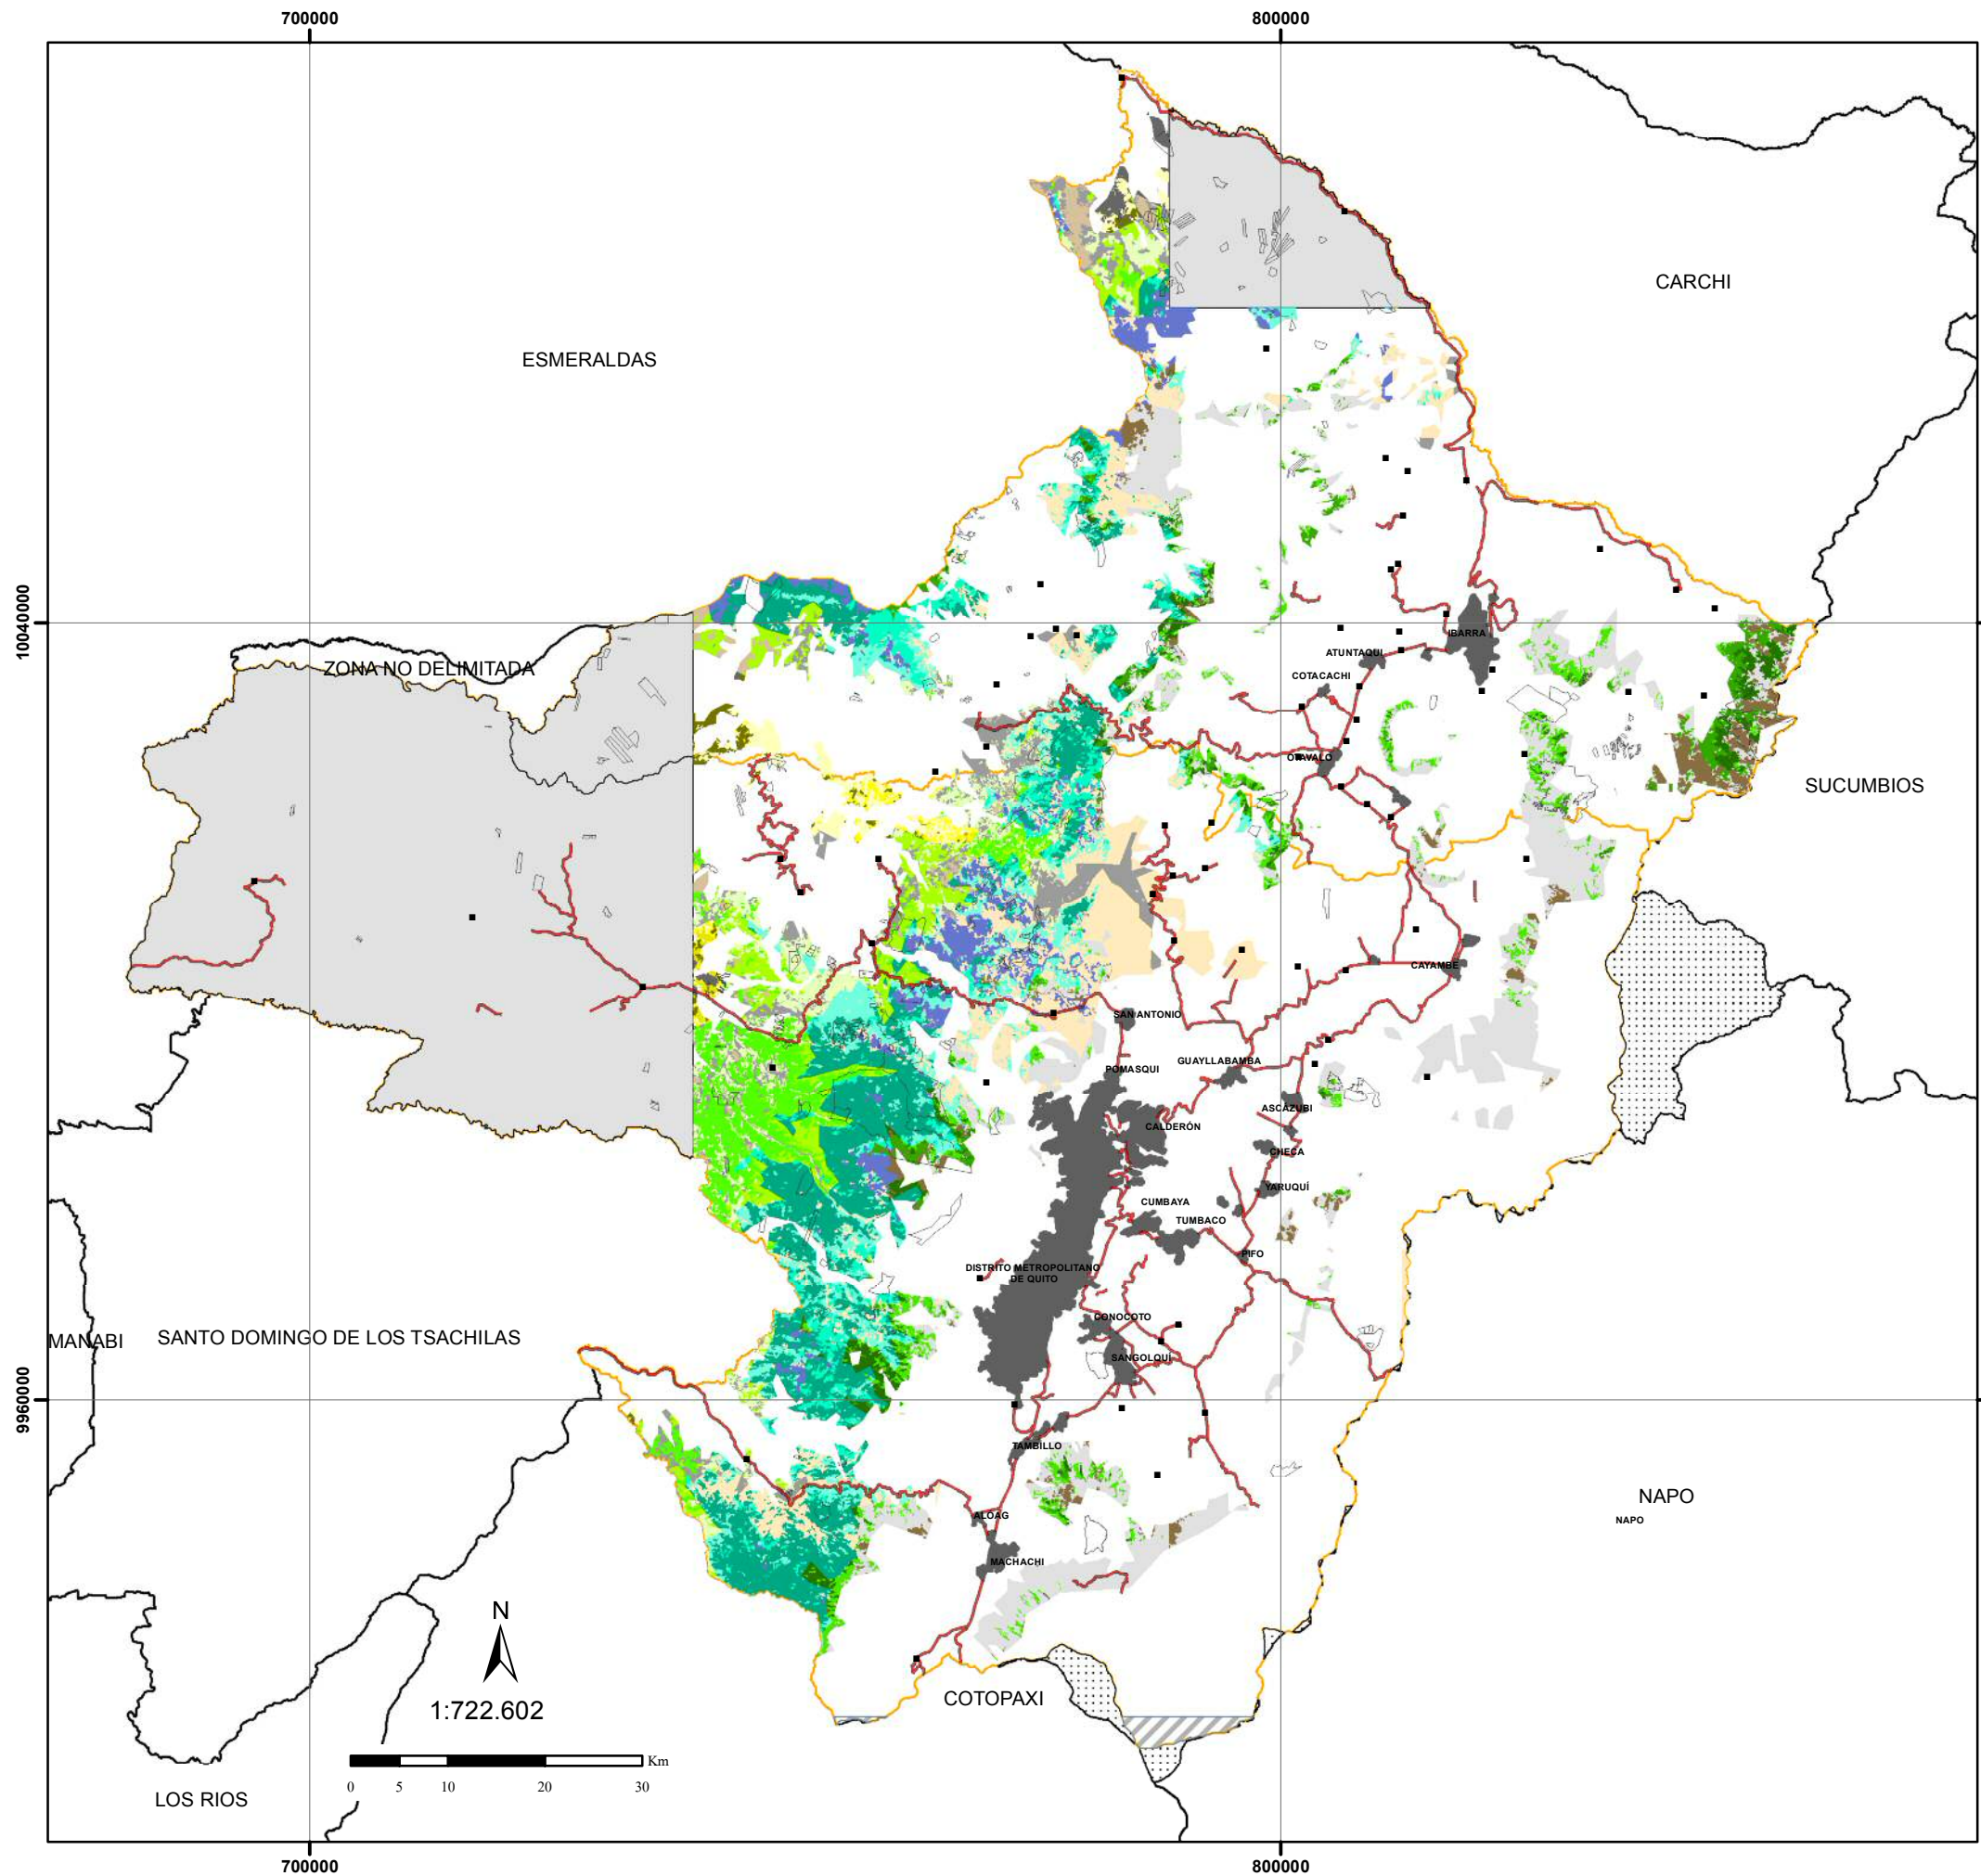 700000
800000
CARCHI
ESMERALDAS
10040000
IBARRA
ATUNTAQUI
ZONA NO DELIMITADA
COTACACHI
OTAVALO
SUCUMBIOS
CAYAMBE
SAN ANTONIO
GUAYLLABAMBA
POMASQUI
ASCÁZUBI
CALDERÓN
CHECA
YARUQUÍ
CUMBAYA
TUMBACO
PIFO
DISTRITO METROPOLITANO
DE QUITO
CONOCOTO
MANABI
SANTO DOMINGO DE LOS TSACHILAS
SANGOLQUÍ
9960000
TAMBILLO
NAPO
ALOAG
NAPO
MACHACHI
N
COTOPAXI
1:722.602
Km
0 5 10 20 30
LOS RIOS
700000
800000